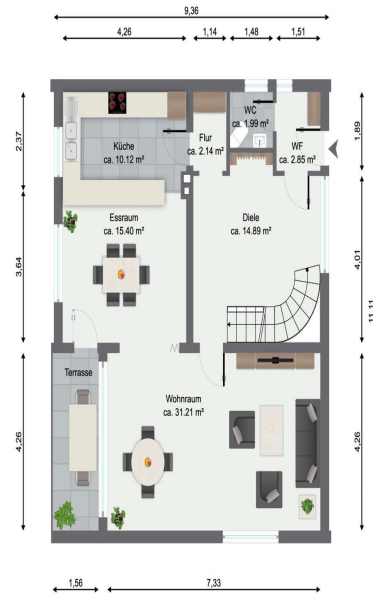 9,36
4,26 1,14 1,48 1,51
2,37
3,64
4,26
1,89
4,01
4,26
11,11
WC
ca. 1.99 m²
Küche
ca. 10.12 m²
Flur
ca. 2.14 m²
WF
ca. 2.85 m²
Essraum
ca. 15.40 m²
Diele
ca. 14.89 m²
Terrasse
Wohnraum
ca. 31.21 m²
1,56 7,33